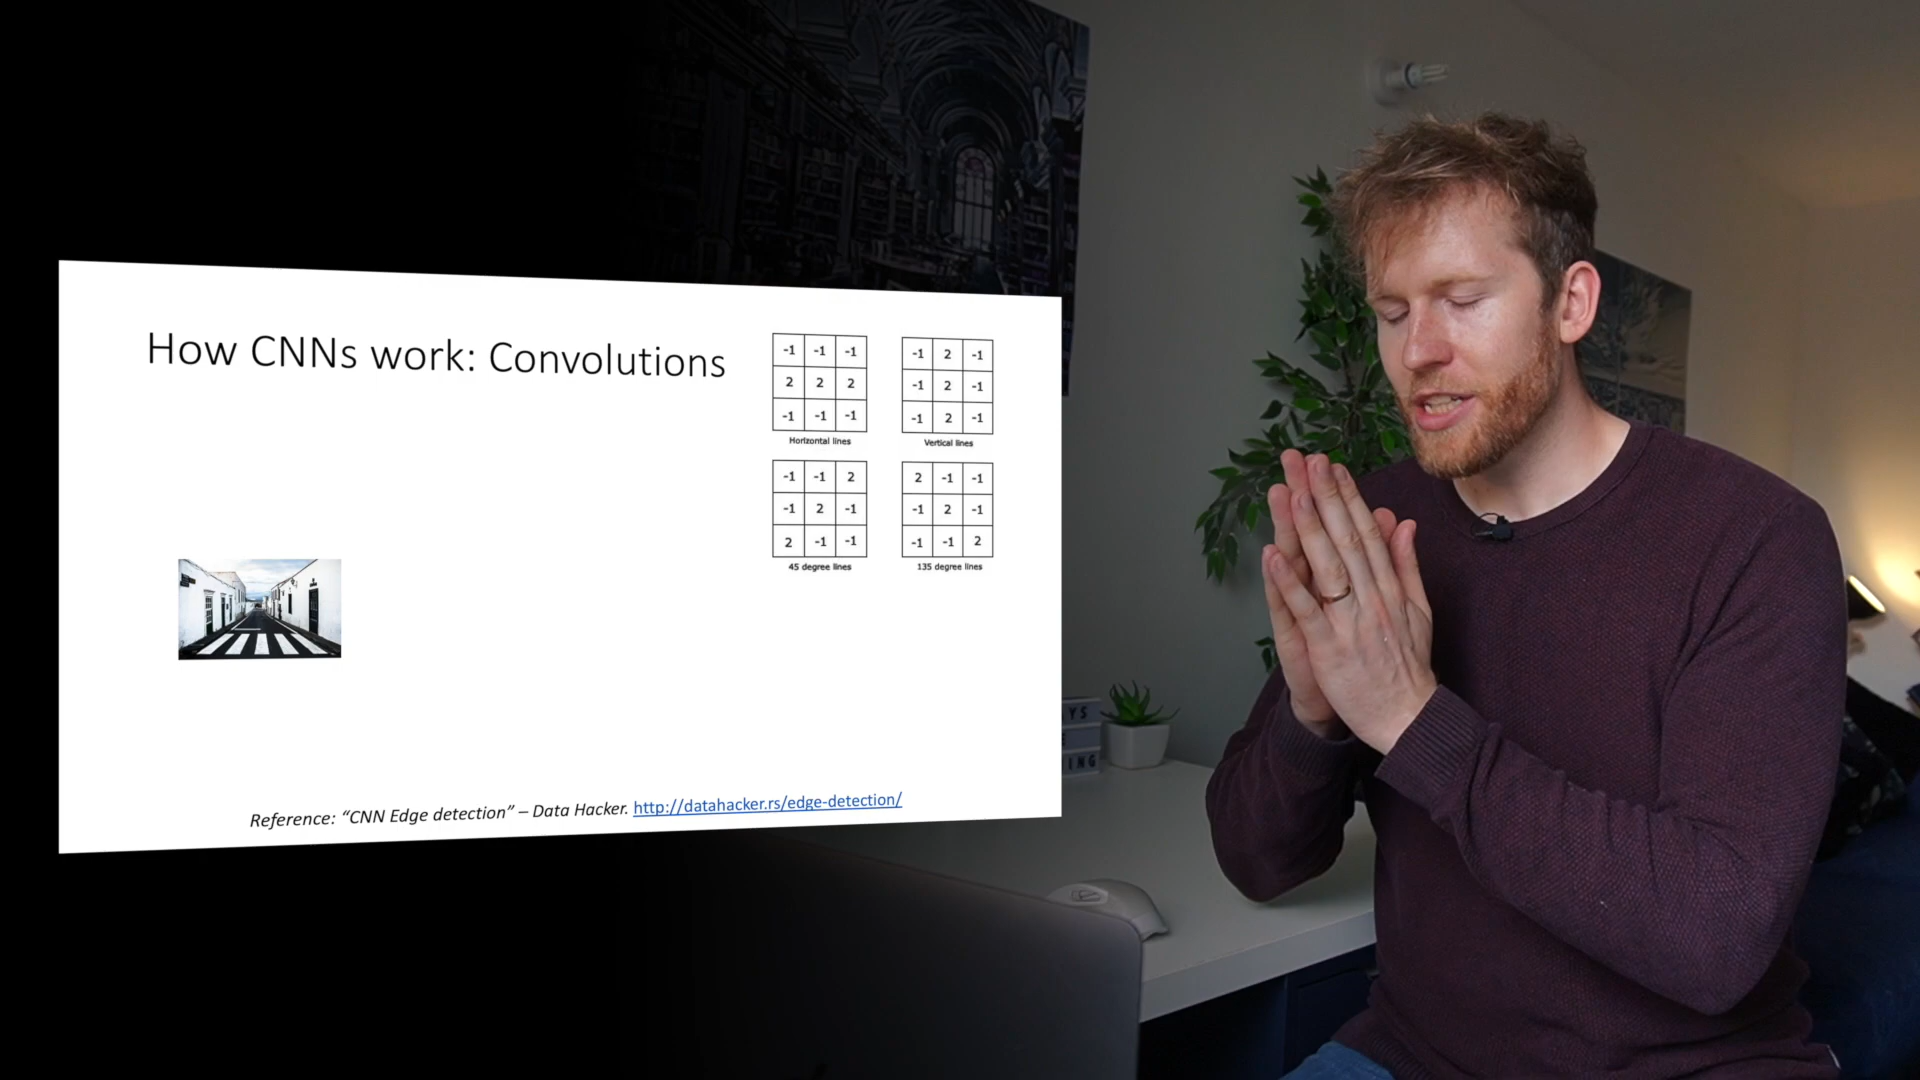 How CNNs work: Convolutions
-1 -1 -1
2 2 2
-1 -1 -1
Horizontal lines
-1 2 -1
-1 2 -1
-1 2 -1
Vertical lines
-1 -1 2
-1 2 -1
2 -1 -1
45 degree lines
2 -1 -1
-1 2 -1
-1 -1 2
135 degree lines
Reference: “CNN Edge detection” – Data Hacker. http://datahacker.rs/edge-detection/
YS
ING